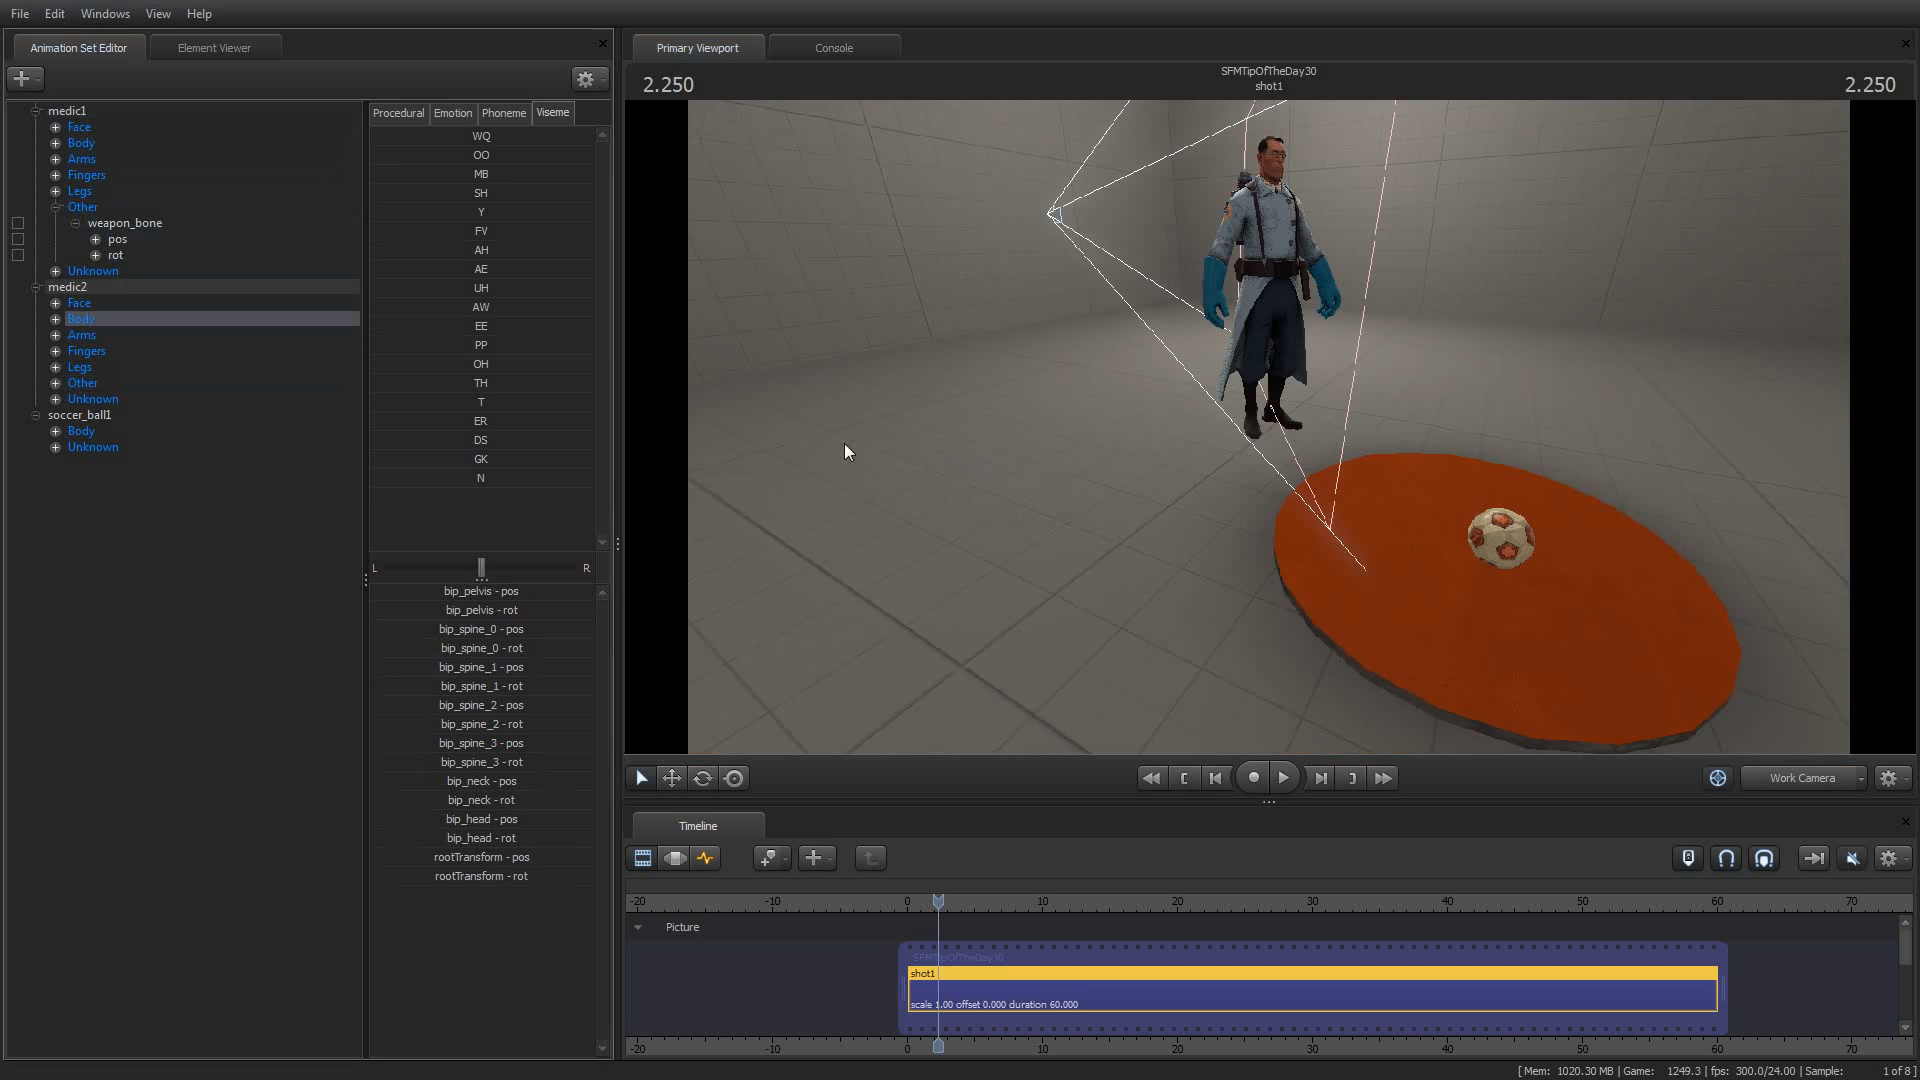 File Edit Windows View Help
Animation Set Editor Element Viewer
medic1
Face
Body
Arms
Fingers
Legs
Other
weapon_bone
pos
rot
Unknown
medic2
Face
Body
Arms
Fingers
Legs
Other
Unknown
soccer_ball1
Body
Unknown
Procedural Emotion Phoneme Viseme
WQ
OO
MB
SH
Y
FV
AH
AE
UH
AW
EE
PP
OH
TH
T
ER
DS
GK
N
L R
bip_pelvis - pos
bip_pelvis - rot
bip_spine_0 - pos
bip_spine_0 - rot
bip_spine_1 - pos
bip_spine_1 - rot
bip_spine_2 - pos
bip_spine_2 - rot
bip_spine_3 - pos
bip_spine_3 - rot
bip_neck - pos
bip_neck - rot
bip_head - pos
bip_head - rot
rootTransform - pos
rootTransform - rot
Primary Viewport Console
2.250 SFMTipOfTheDay30 2.250
shot1
Work Camera
Timeline
-20 -10 0 10 20 30 40 50 60 70
Picture
SFMTipOfTheDay30
shot1
scale 1.00 offset 0.000 duration 60.000
-20 -10 0 10 20 30 40 50 60 70
[ Mem: 1020.30 MB | Game: 1249.3 | fps: 300.0/24.00 | Sample: 1 of 8 ]